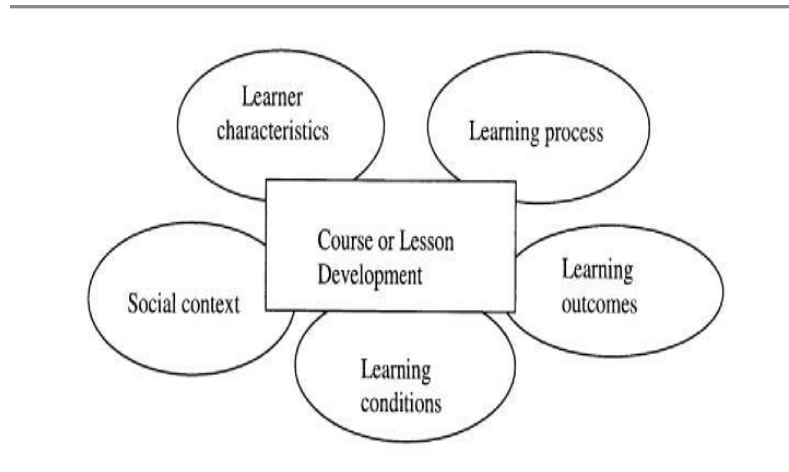 Learner
characteristics
Learning process
Course or Lesson
Development
Social context
Learning
outcomes
Learning
conditions